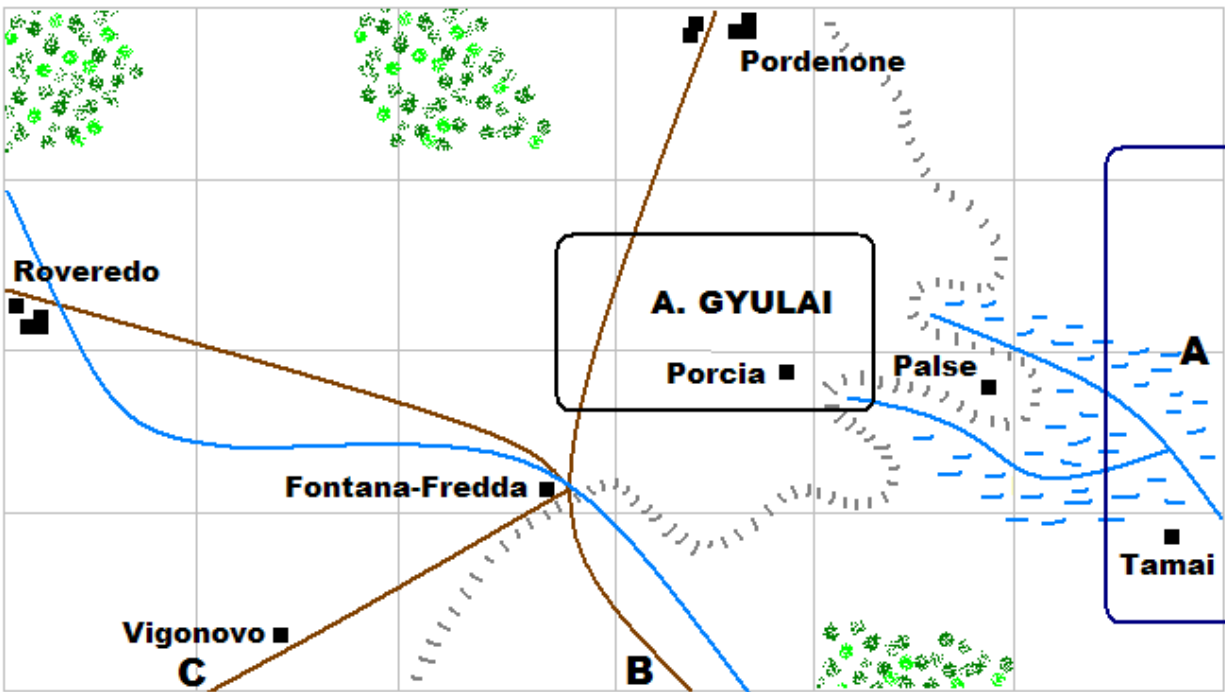 Pordenone
Roveredo
A. GYULAI
A
Palse
Porcia
Fontana-Fredda
Tamai
Vigonovo
C
B